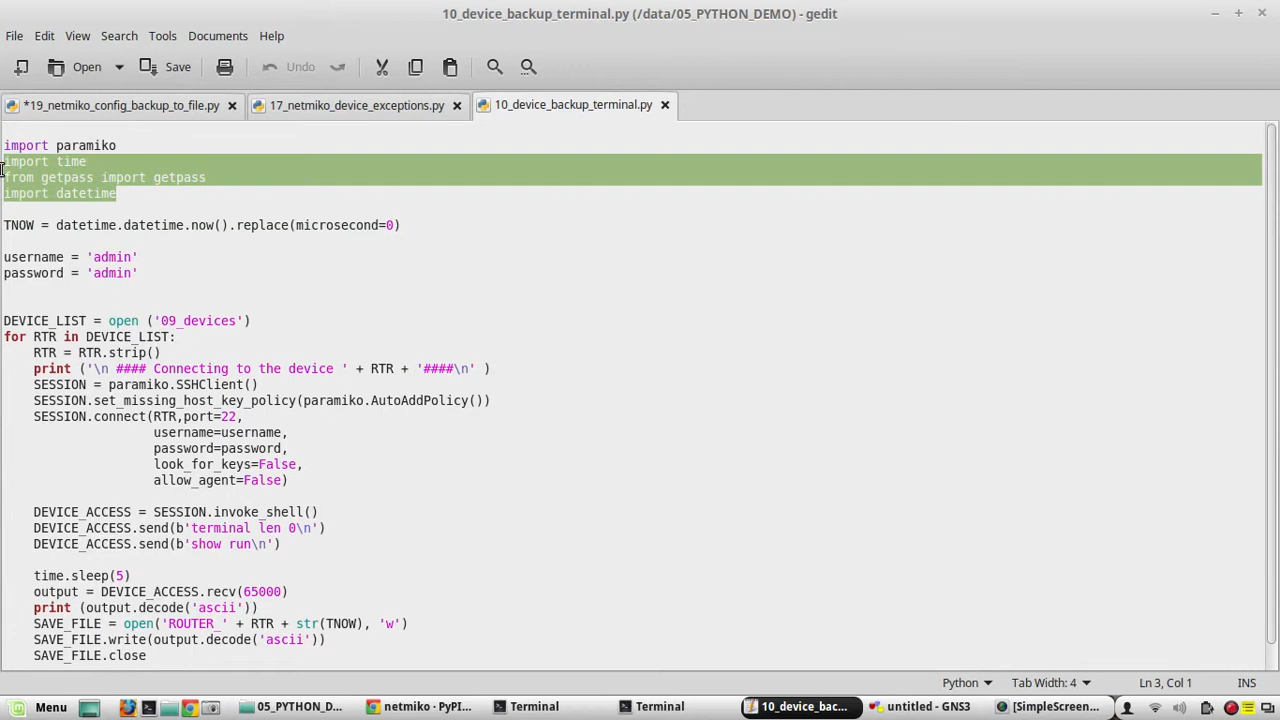 10_device_backup_terminal.py (/data/05_PYTHON_DEMO) - gedit
File Edit View Search Tools Documents Help
Open Save Undo
*19_netmiko_config_backup_to_file.py 17_netmiko_device_exceptions.py 10_device_backup_terminal.py
import paramiko
import time
from getpass import getpass
import datetime
TNOW = datetime.datetime.now().replace(microsecond=0)
username = 'admin'
password = 'admin'
DEVICE_LIST = open ('09_devices')
for RTR in DEVICE_LIST:
RTR = RTR.strip()
print ('\n #### Connecting to the device ' + RTR + '####\n' )
SESSION = paramiko.SSHClient()
SESSION.set_missing_host_key_policy(paramiko.AutoAddPolicy())
SESSION.connect(RTR,port=22,
username=username,
password=password,
look_for_keys=False,
allow_agent=False)
DEVICE_ACCESS = SESSION.invoke_shell()
DEVICE_ACCESS.send(b'terminal len 0\n')
DEVICE_ACCESS.send(b'show run\n')
time.sleep(5)
output = DEVICE_ACCESS.recv(65000)
print (output.decode('ascii'))
SAVE_FILE = open('ROUTER_' + RTR + str(TNOW), 'w')
SAVE_FILE.write(output.decode('ascii'))
SAVE_FILE.close
Python Tab Width: 4 Ln 3, Col 1 INS
Menu 05_PYTHON_D... netmiko · PyPI... Terminal Terminal 10_device_bac... untitled - GNS3 [SimpleScreen...